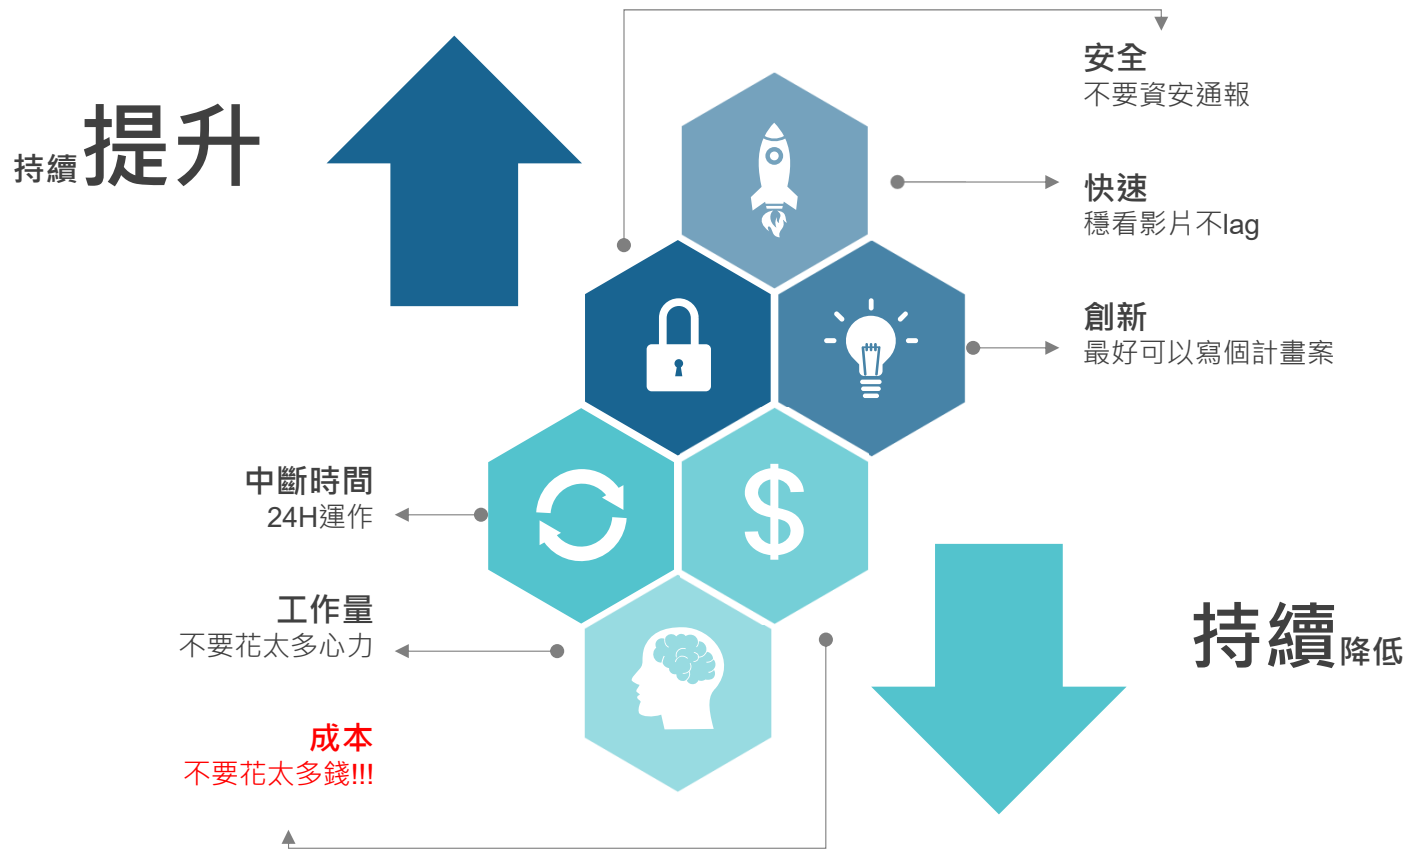 持續提升
安全
不要資安通報
快速
穩看影片不lag
創新
最好可以寫個計畫案
中斷時間
24H運作
工作量
不要花太多心力
成本
不要花太多錢!!!
$
持續降低